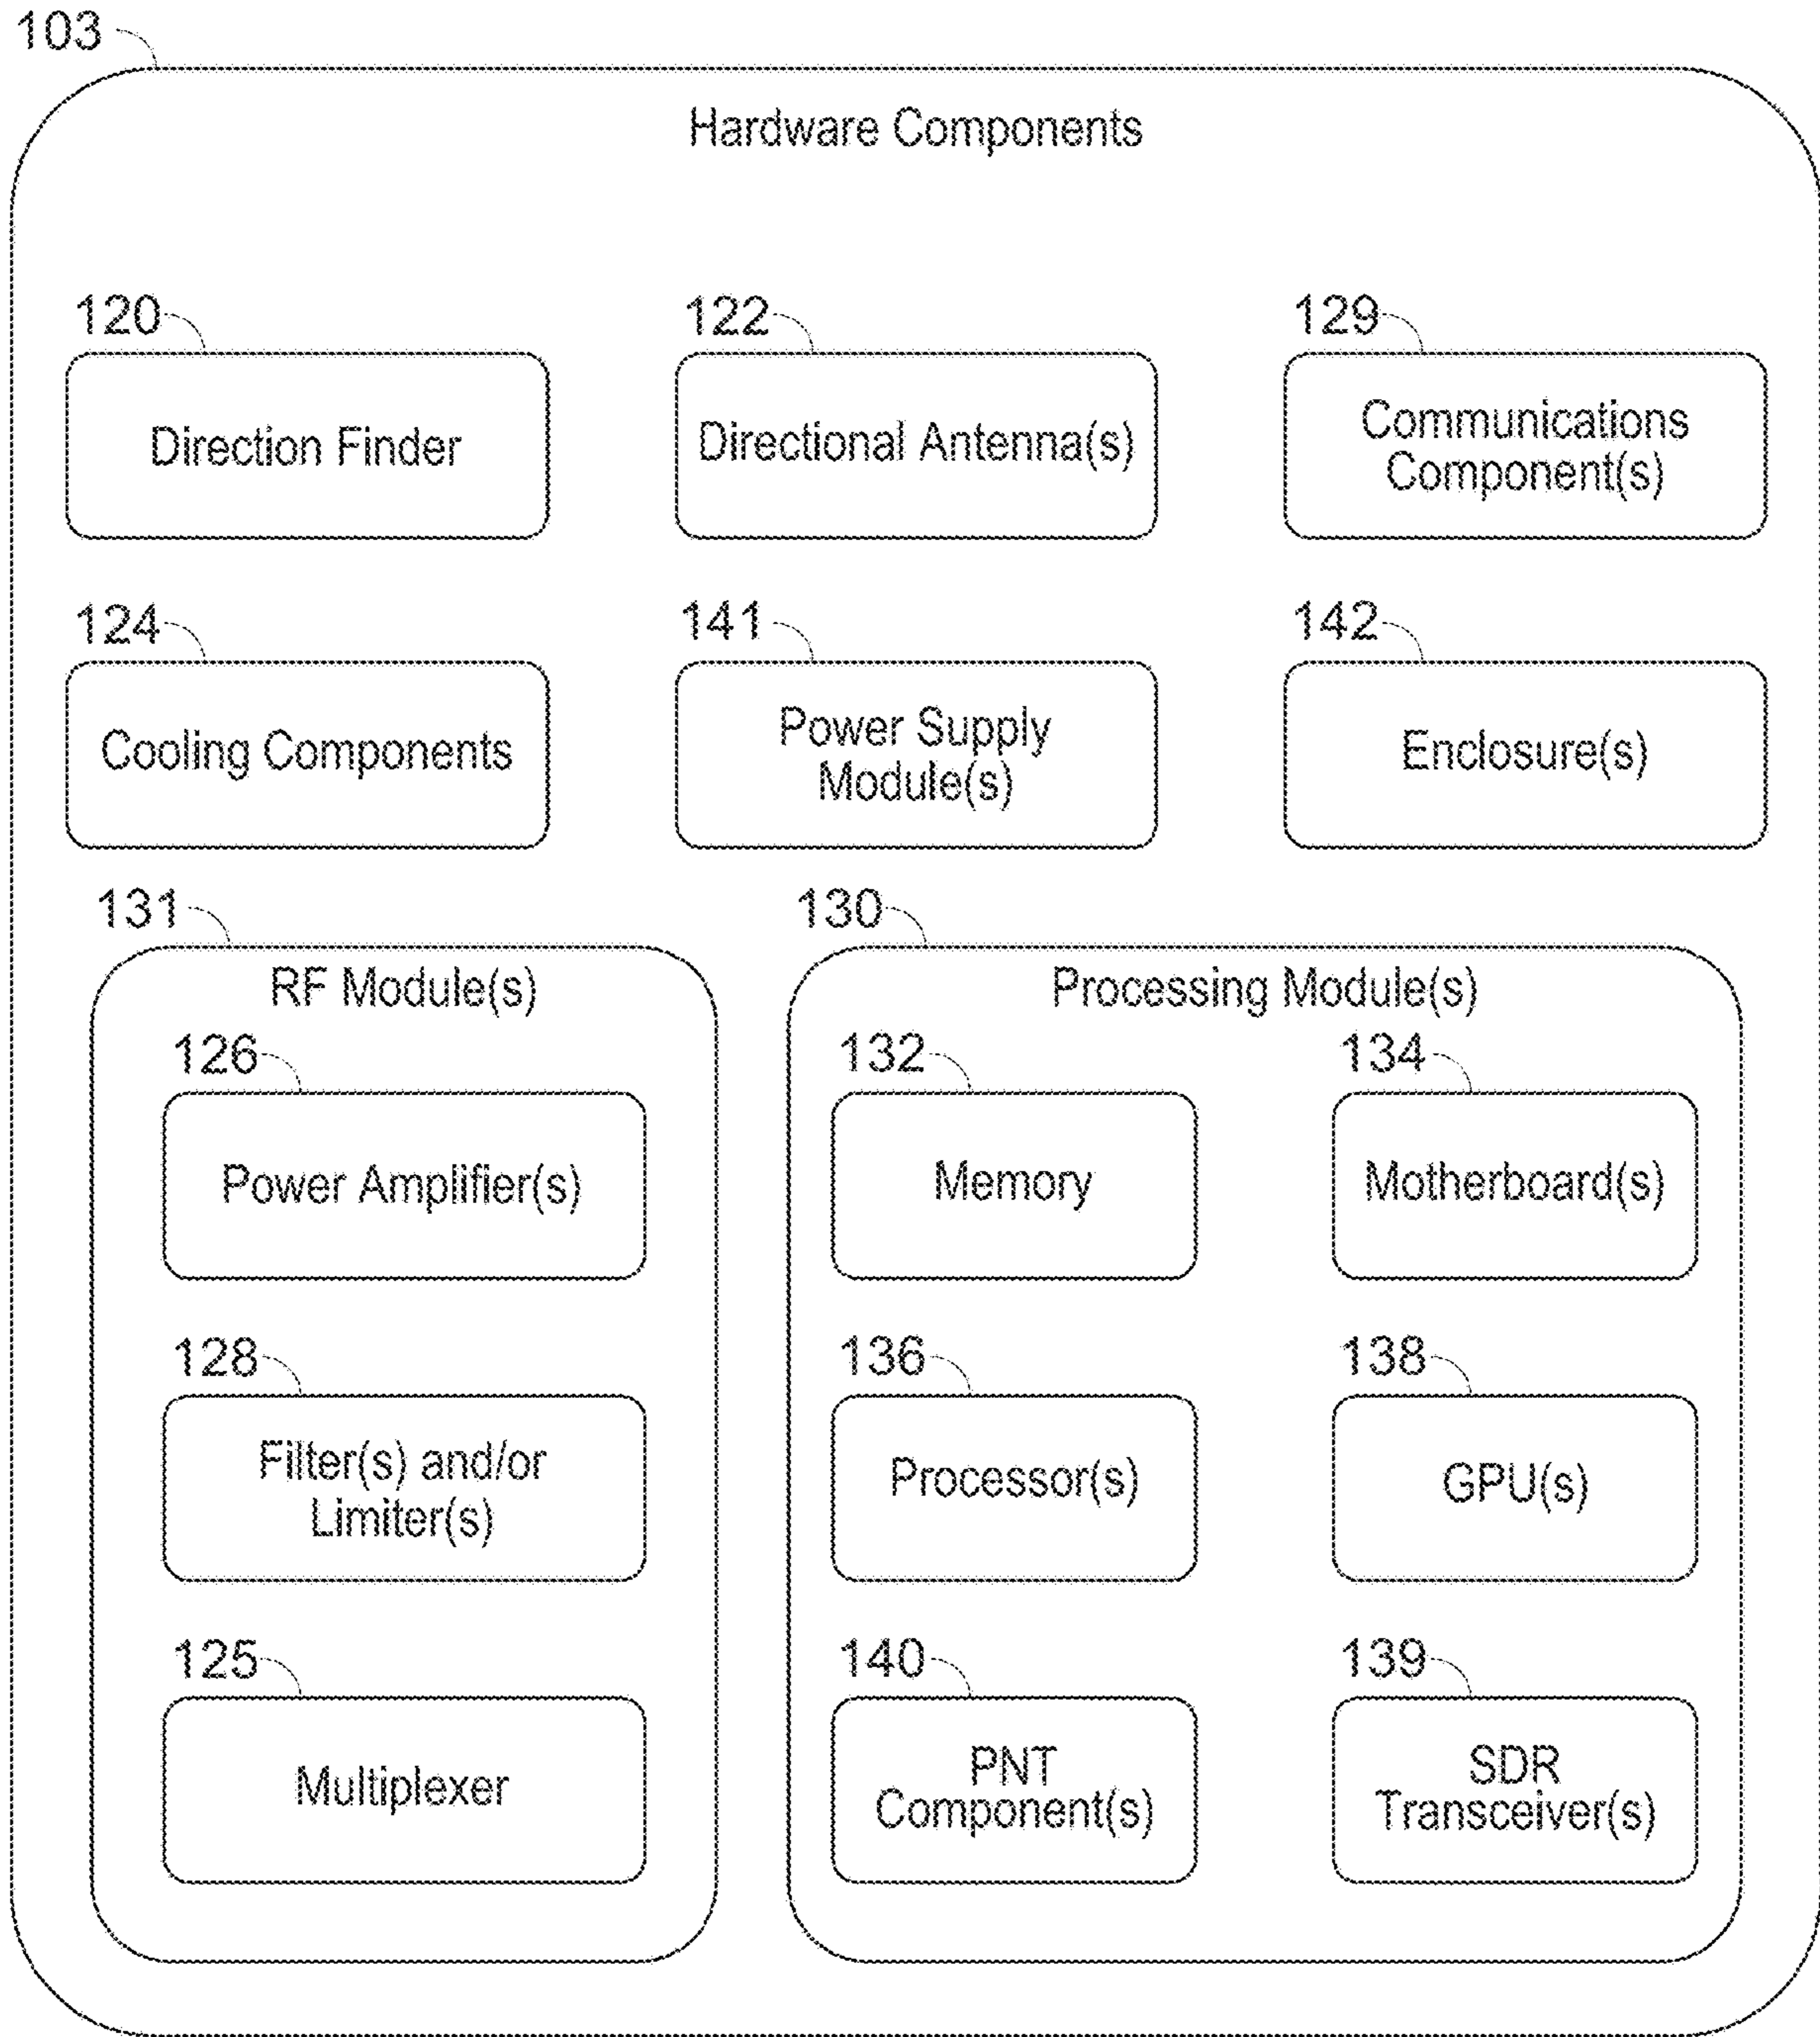 103
Hardware Components
120
Direction Finder
122
Directional Antenna(s)
129
Communications
Component(s)
124
Cooling Components
141
Power Supply
Module(s)
142
Enclosure(s)
131
RF Module(s)
126
Power Amplifier(s)
128
Filter(s) and/or
Limiter(s)
125
Multiplexer
130
Processing Module(s)
132
Memory
134
Motherboard(s)
136
Processor(s)
138
GPU(s)
140
PNT
Component(s)
139
SDR
Transceiver(s)